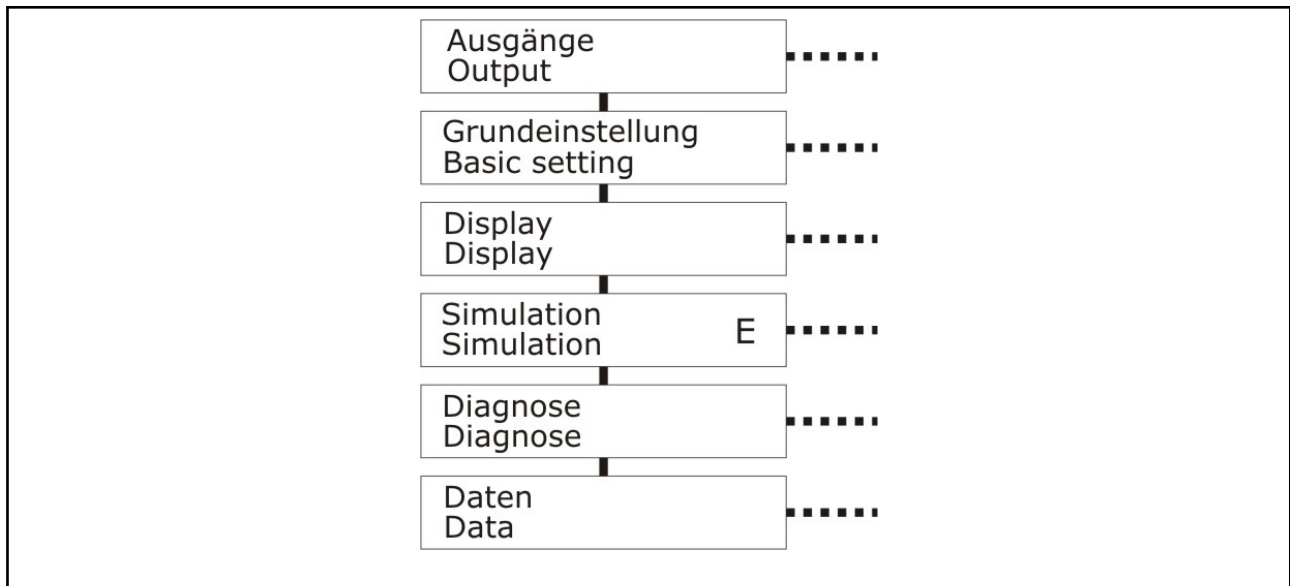 Ausgänge
Output
Grundeinstellung
Basic setting
Display
Display
Simulation
Simulation
E
Diagnose
Diagnose
Daten
Data